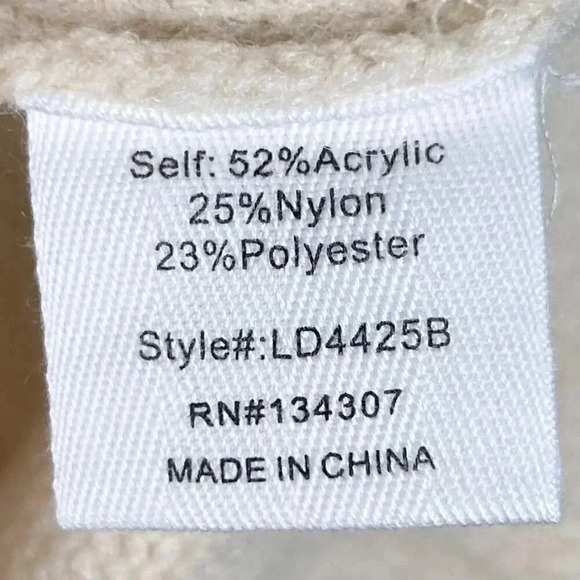 Self: 52%Acrylic
25%Nylon
23%Polyester
Style#:LD4425B
RN#134307
MADE IN CHINA